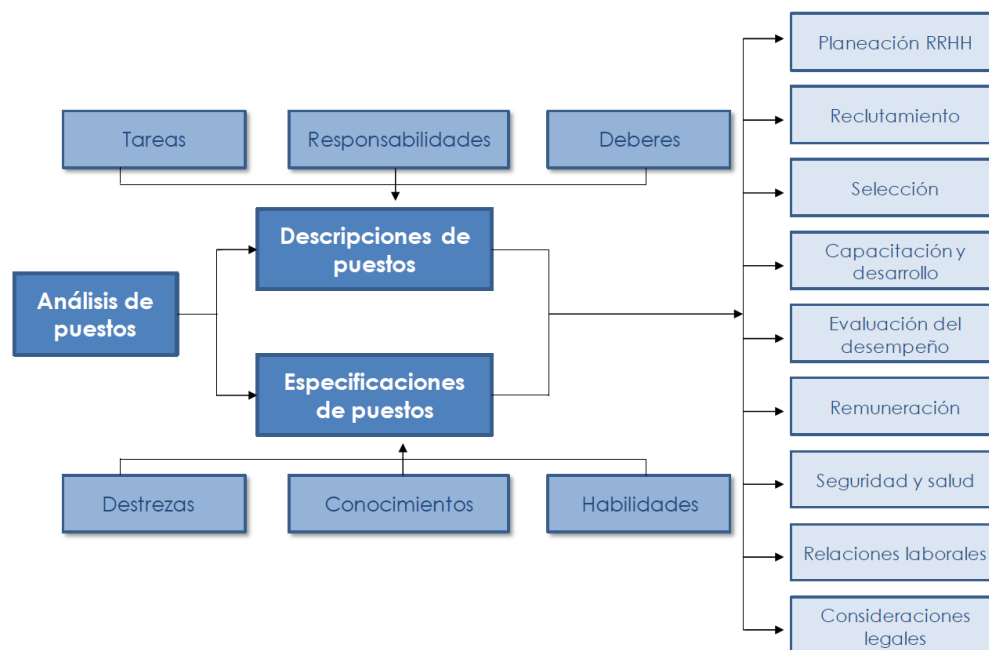 Planeación RRHH
Tareas
Responsabilidades
Deberes
Reclutamiento
Selección
Descripciones de
puestos
Análisis de
puestos
Especificaciones
de puestos
Capacitación y
desarrollo
Evaluación del
desempeño
Remuneración
Destrezas
Conocimientos
Habilidades
Seguridad y salud
Relaciones laborales
Consideraciones
legales